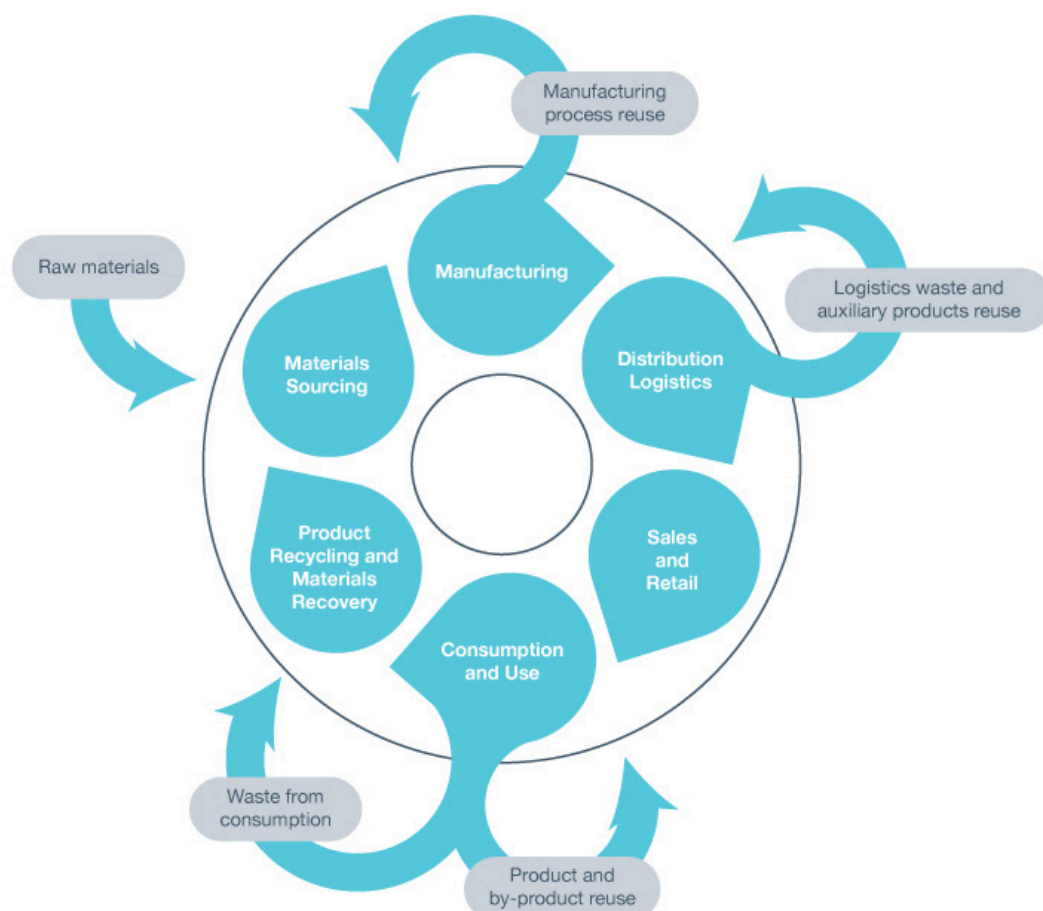 Manufacturing
process reuse
Raw materials
Manufacturing
Logistics waste and
auxiliary products reuse
Materials
Sourcing
Distribution
Logistics
Product
Recycling and
Materials
Recovery
Sales
and
Retail
Consumption
and Use
Waste from
consumption
Product and
by-product reuse